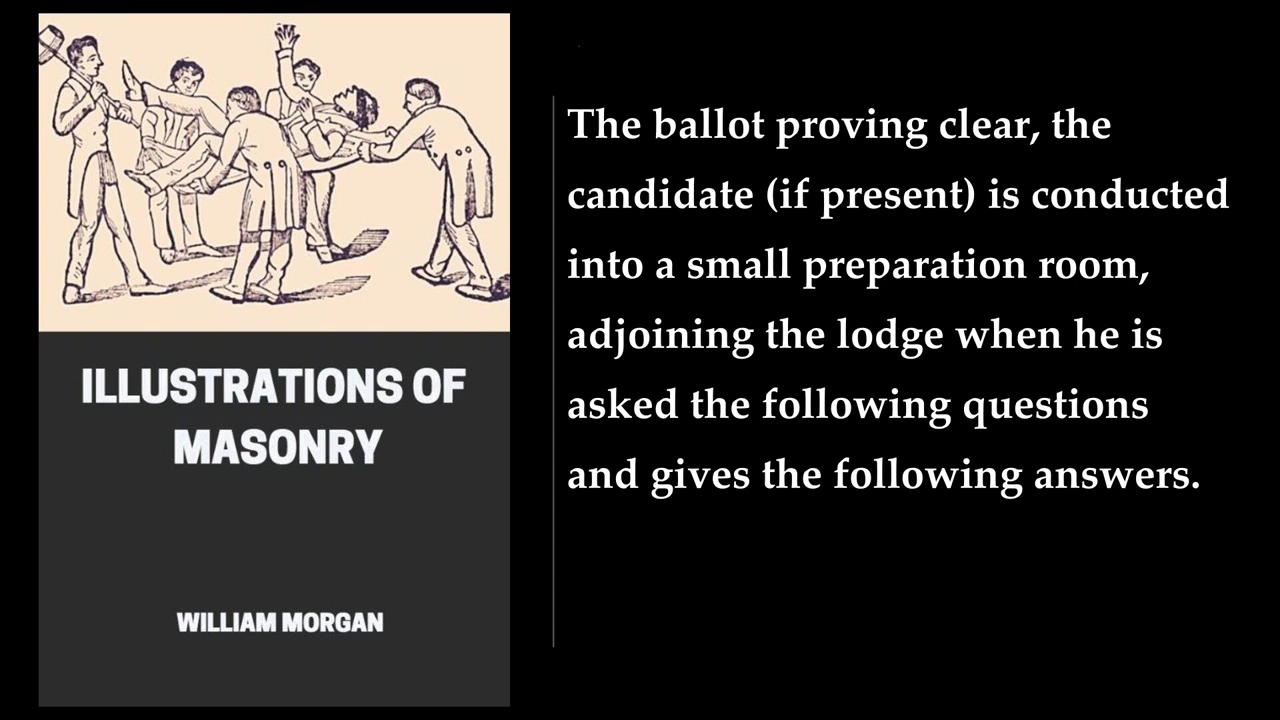 ILLUSTRATIONS OF
MASONRY
WILLIAM MORGAN
The ballot proving clear, the
candidate (if present) is conducted
into a small preparation room,
adjoining the lodge when he is
asked the following questions
and gives the following answers.